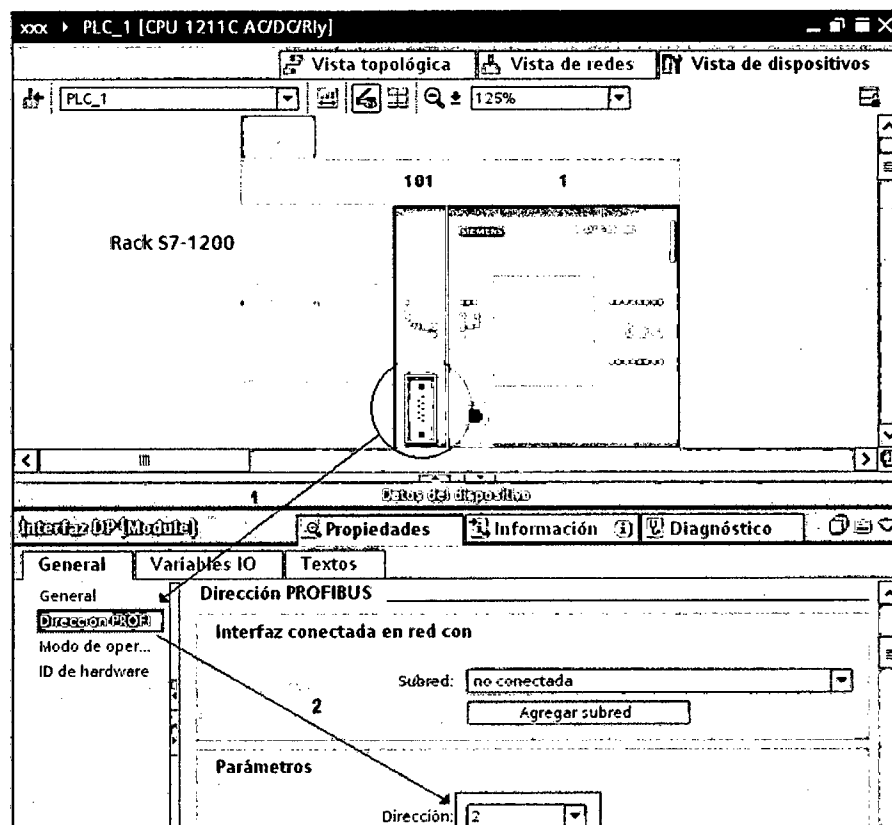 xxx ▸ PLC_1 [CPU 1211C AC/DC/Rly]
Vista topológica Vista de redes Vista de dispositivos
PLC_1 125%
101 1
Rack S7-1200
SIEMENS
1 Datos del dispositivo
Interfaz DP [Module] Propiedades Información Diagnóstico
General Variables IO Textos
General Dirección PROFIBUS
Dirección PROFI
Interfaz conectada en red con
Modo de oper...
ID de hardware
Subred: no conectada
2 Agregar subred
Parámetros
Dirección: 2